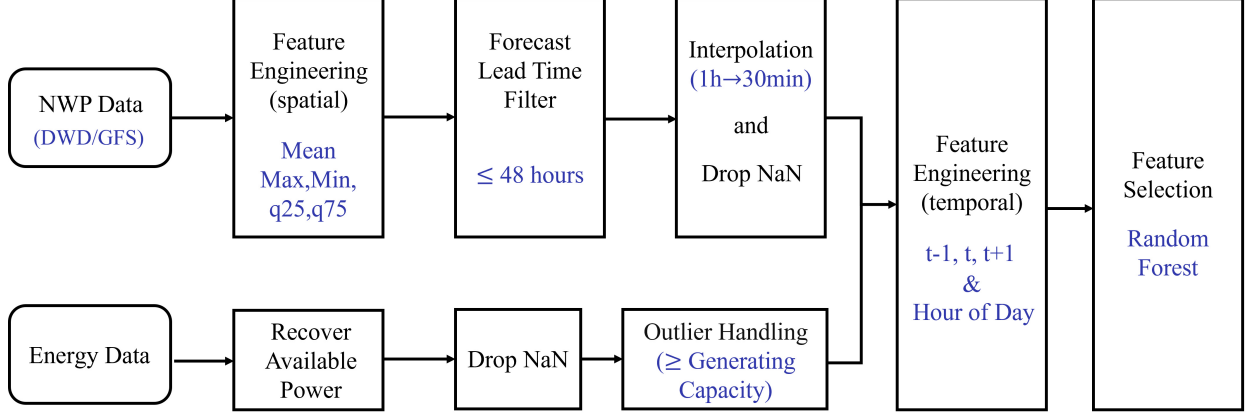 NWP Data
(DWD/GFS)
Feature
Engineering
(spatial)
Mean
Max,Min,
q25,q75
Forecast
Lead Time
Filter
≤ 48 hours
Interpolation
(1h→30min)
and
Drop NaN
Energy Data
Recover
Available
Power
Drop NaN
Outlier Handling
(≥ Generating
Capacity)
Feature
Engineering
(temporal)
t-1, t, t+1
&
Hour of Day
Feature
Selection
Random
Forest